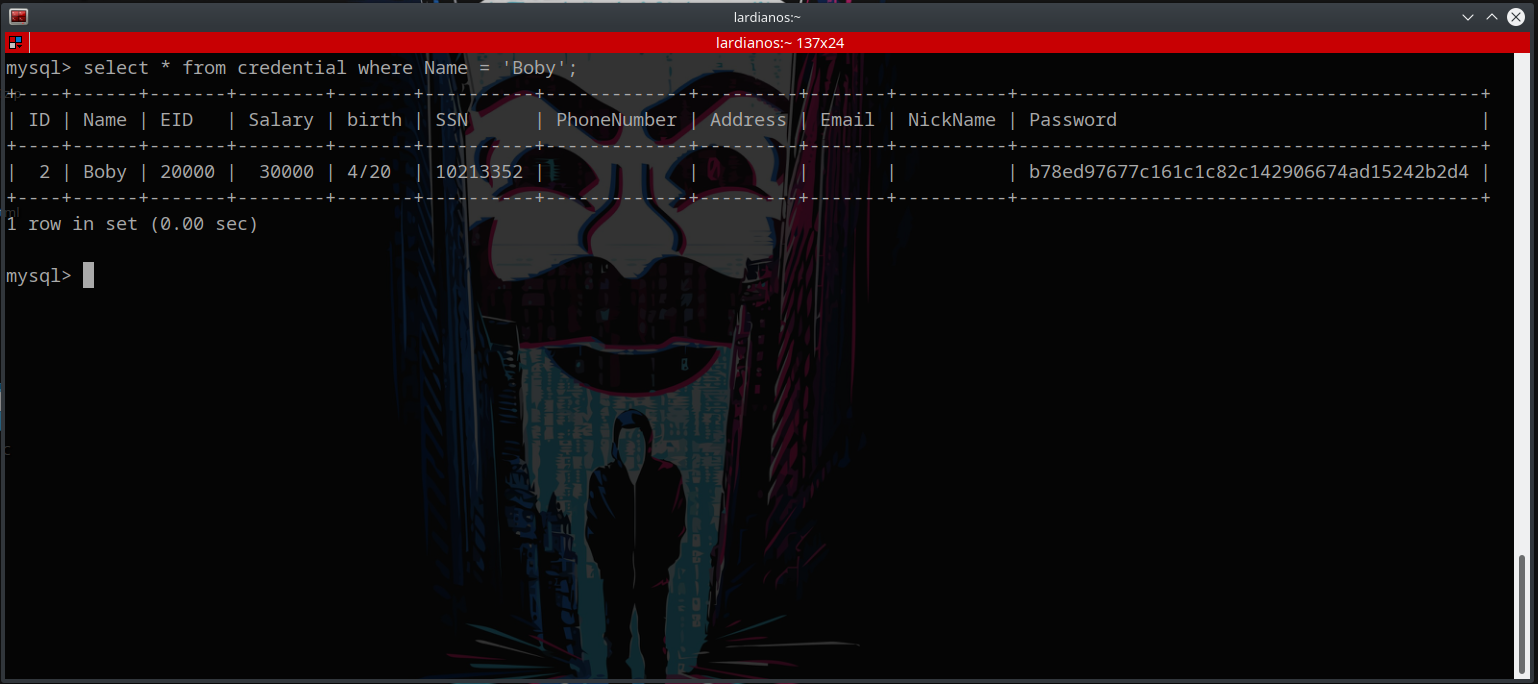 lardianos:~
lardianos:~ 137x24
mysql> select * from credential where Name = 'Boby';
+----+------+-------+--------+-------+----------+-------------+---------+-------+----------+------------------------------------------+
| ID | Name | EID   | Salary | birth | SSN      | PhoneNumber | Address | Email | NickName | Password                                 |
+----+------+-------+--------+-------+----------+-------------+---------+-------+----------+------------------------------------------+
|  2 | Boby | 20000 |  30000 | 4/20  | 10213352 |             |         |       |          | b78ed97677c161c1c82c142906674ad15242b2d4 |
+----+------+-------+--------+-------+----------+-------------+---------+-------+----------+------------------------------------------+
1 row in set (0.00 sec)
mysql>